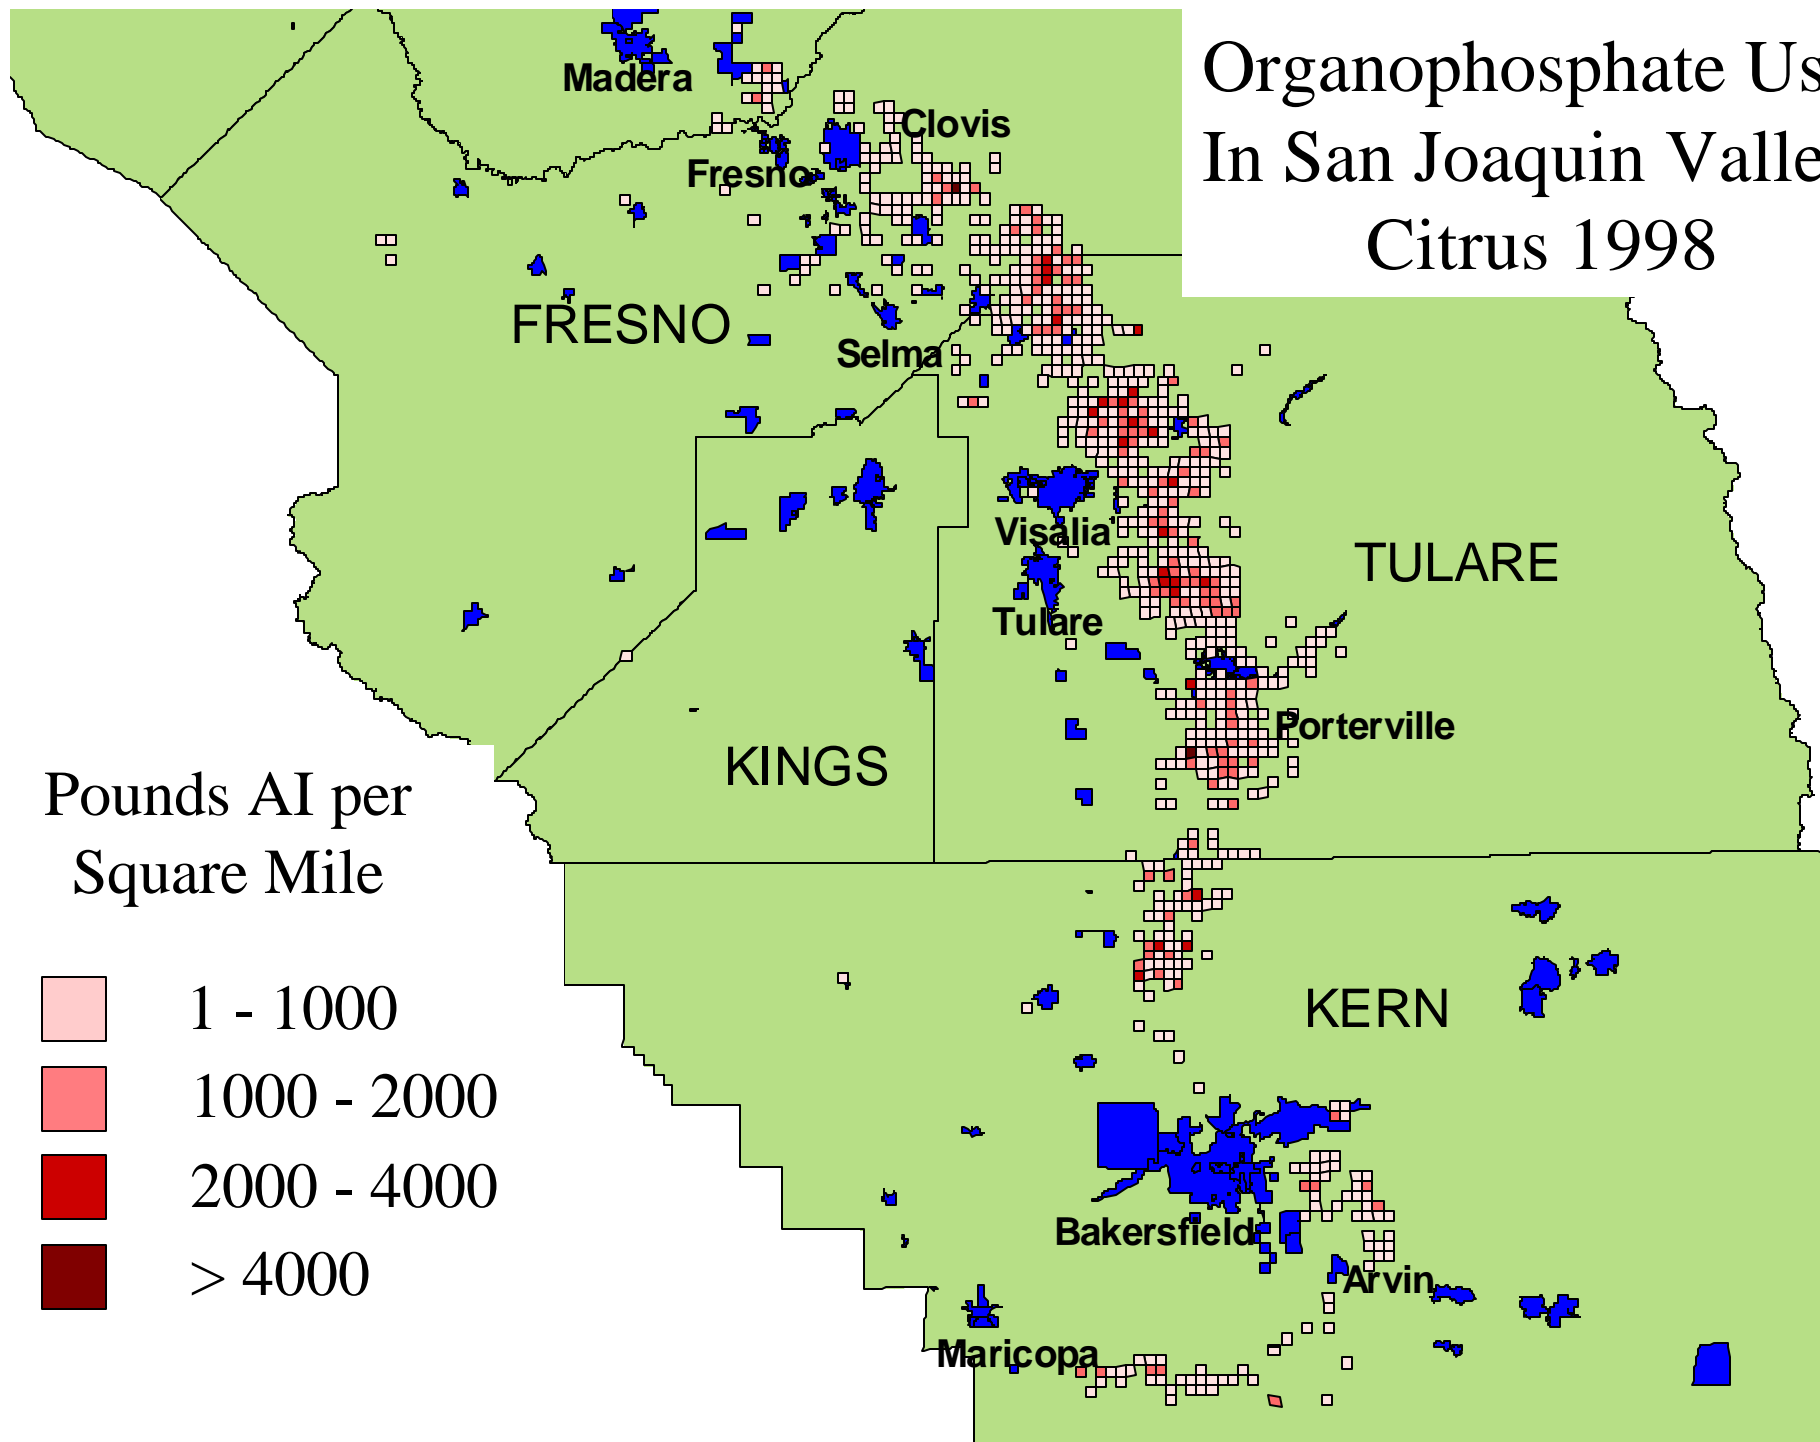 Organophosphate Us
In San Joaquin Valle
Citrus 1998
Madera
Clovis
Fresno
FRESNO
Selma
Visalia
TULARE
Tulare
Porterville
KINGS
Pounds AI per
Square Mile
1 - 1000
1000 - 2000
2000 - 4000
> 4000
KERN
Bakersfield
Arvin
Maricopa